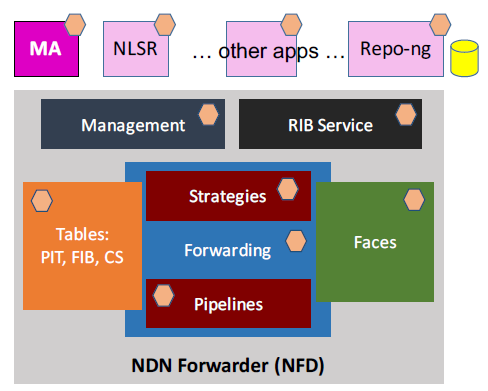 MA
NLSR
… other apps …
Repo-ng
Management
RIB Service
Strategies
Tables:
PIT, FIB, CS
Forwarding
Faces
Pipelines
NDN Forwarder (NFD)